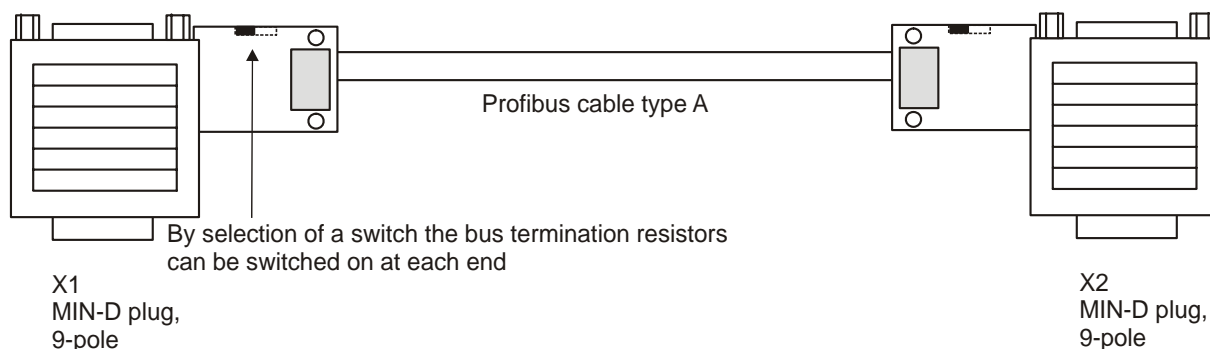 Profibus cable type A
By selection of a switch the bus termination resistors
can be switched on at each end
X1
MIN-D plug,
9-pole
X2
MIN-D plug,
9-pole